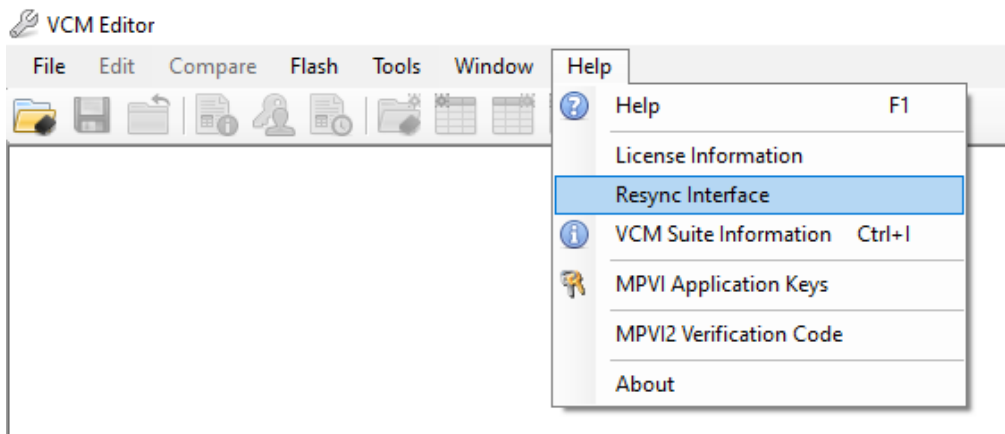 VCM Editor
File Edit Compare Flash Tools Window Help
Help F1
License Information
Resync Interface
VCM Suite Information Ctrl+I
MPVI Application Keys
MPVI2 Verification Code
About